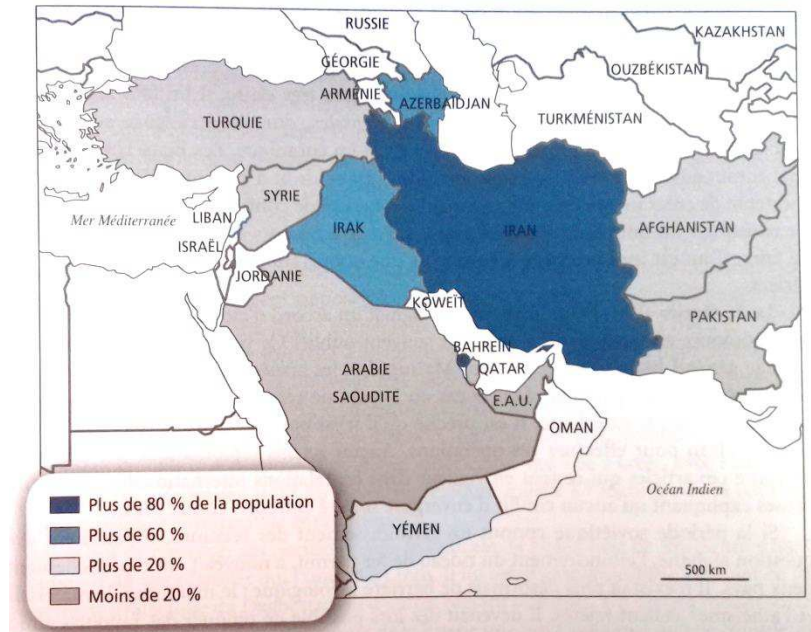 RUSSIE
KAZAKHSTAN
GÉORGIE
OUZBÉKISTAN
ARMÉNIE
AZERBAÏDJAN
TURKMÉNISTAN
TURQUIE
SYRIE
Mer Méditerranée
LIBAN
IRAK
IRAN
AFGHANISTAN
ISRAËL
JORDANIE
KOWEÏT
PAKISTAN
BAHREIN
QATAR
ARABIE
SAOUDITE
E.A.U.
OMAN
Océan Indien
YÉMEN
500 km
Plus de 80 % de la population
Plus de 60 %
Plus de 20 %
Moins de 20 %